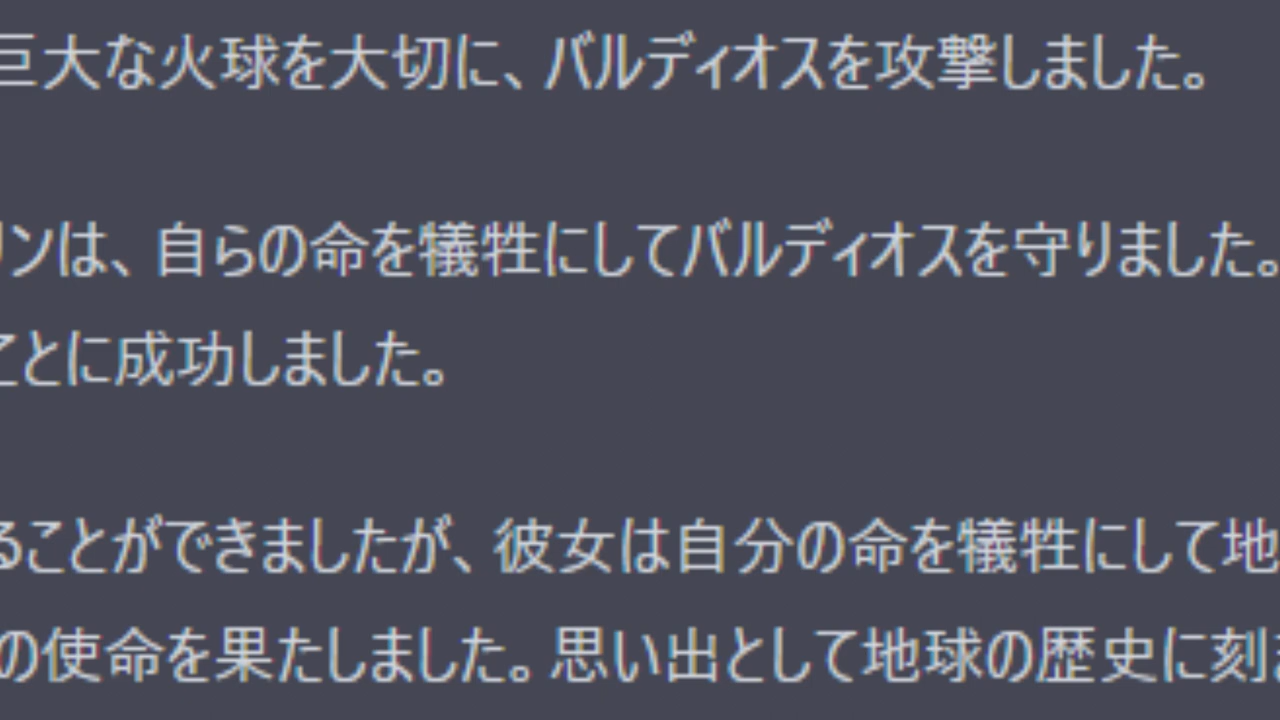 巨大な火球を大切に、バルディオスを攻撃しました。
リンは、自らの命を犠牲にしてバルディオスを守りました。
ことに成功しました。
ることができましたが、彼女は自分の命を犠牲にして地
の使命を果たしました。思い出として地球の歴史に刻